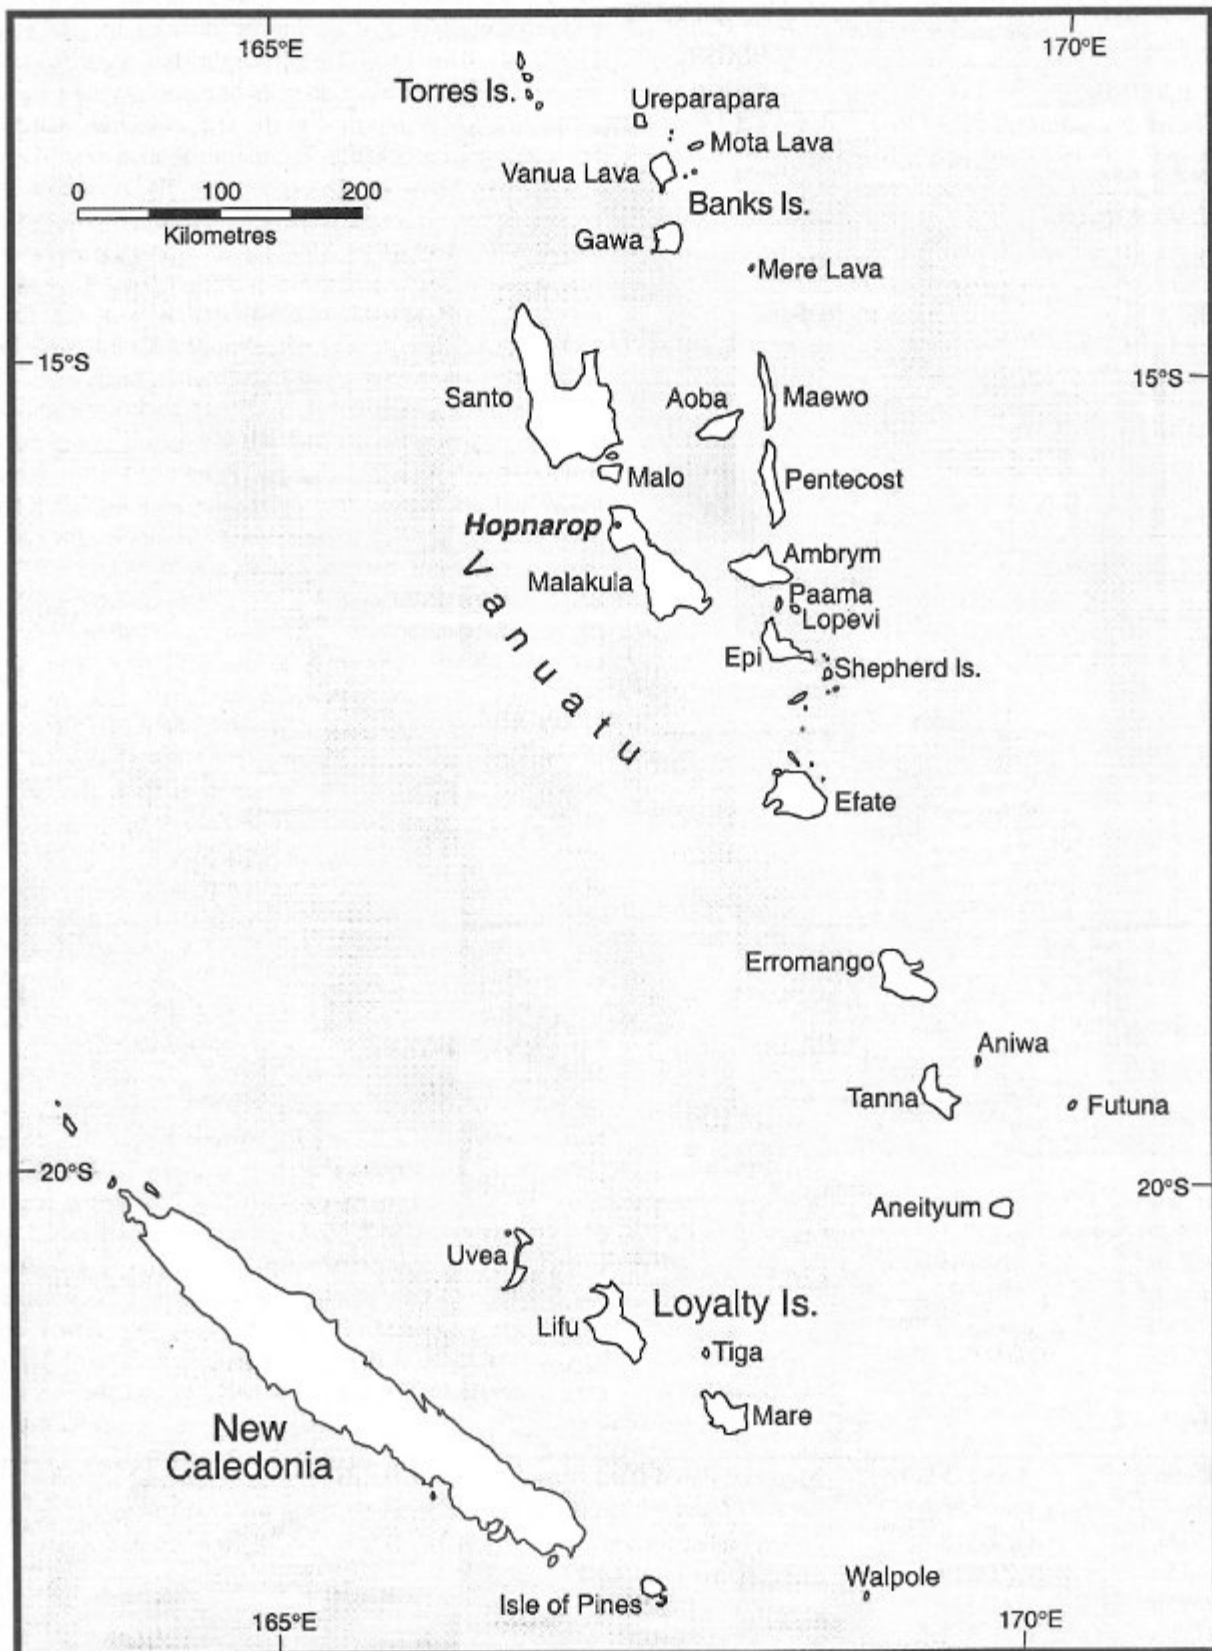 165°E
170°E
Torres Is.
Ureparapara
Mota Lava
Vanua Lava
Banks Is.
0 100 200
Kilometres
Gawa
Mere Lava
15°S
15°S
Santo
Aoba
Maewo
Malo
Pentecost
Hopnarop
Ambrym
Malakula
Paama
Lopevi
Vanuatu
Epi
Shepherd Is.
Efate
Erromango
Aniwa
Tanna
Futuna
20°S
20°S
Aneityum
Uvea
Loyalty Is.
Lifu
Tiga
Mare
New
Caledonia
Walpole
Isle of Pines
165°E
170°E